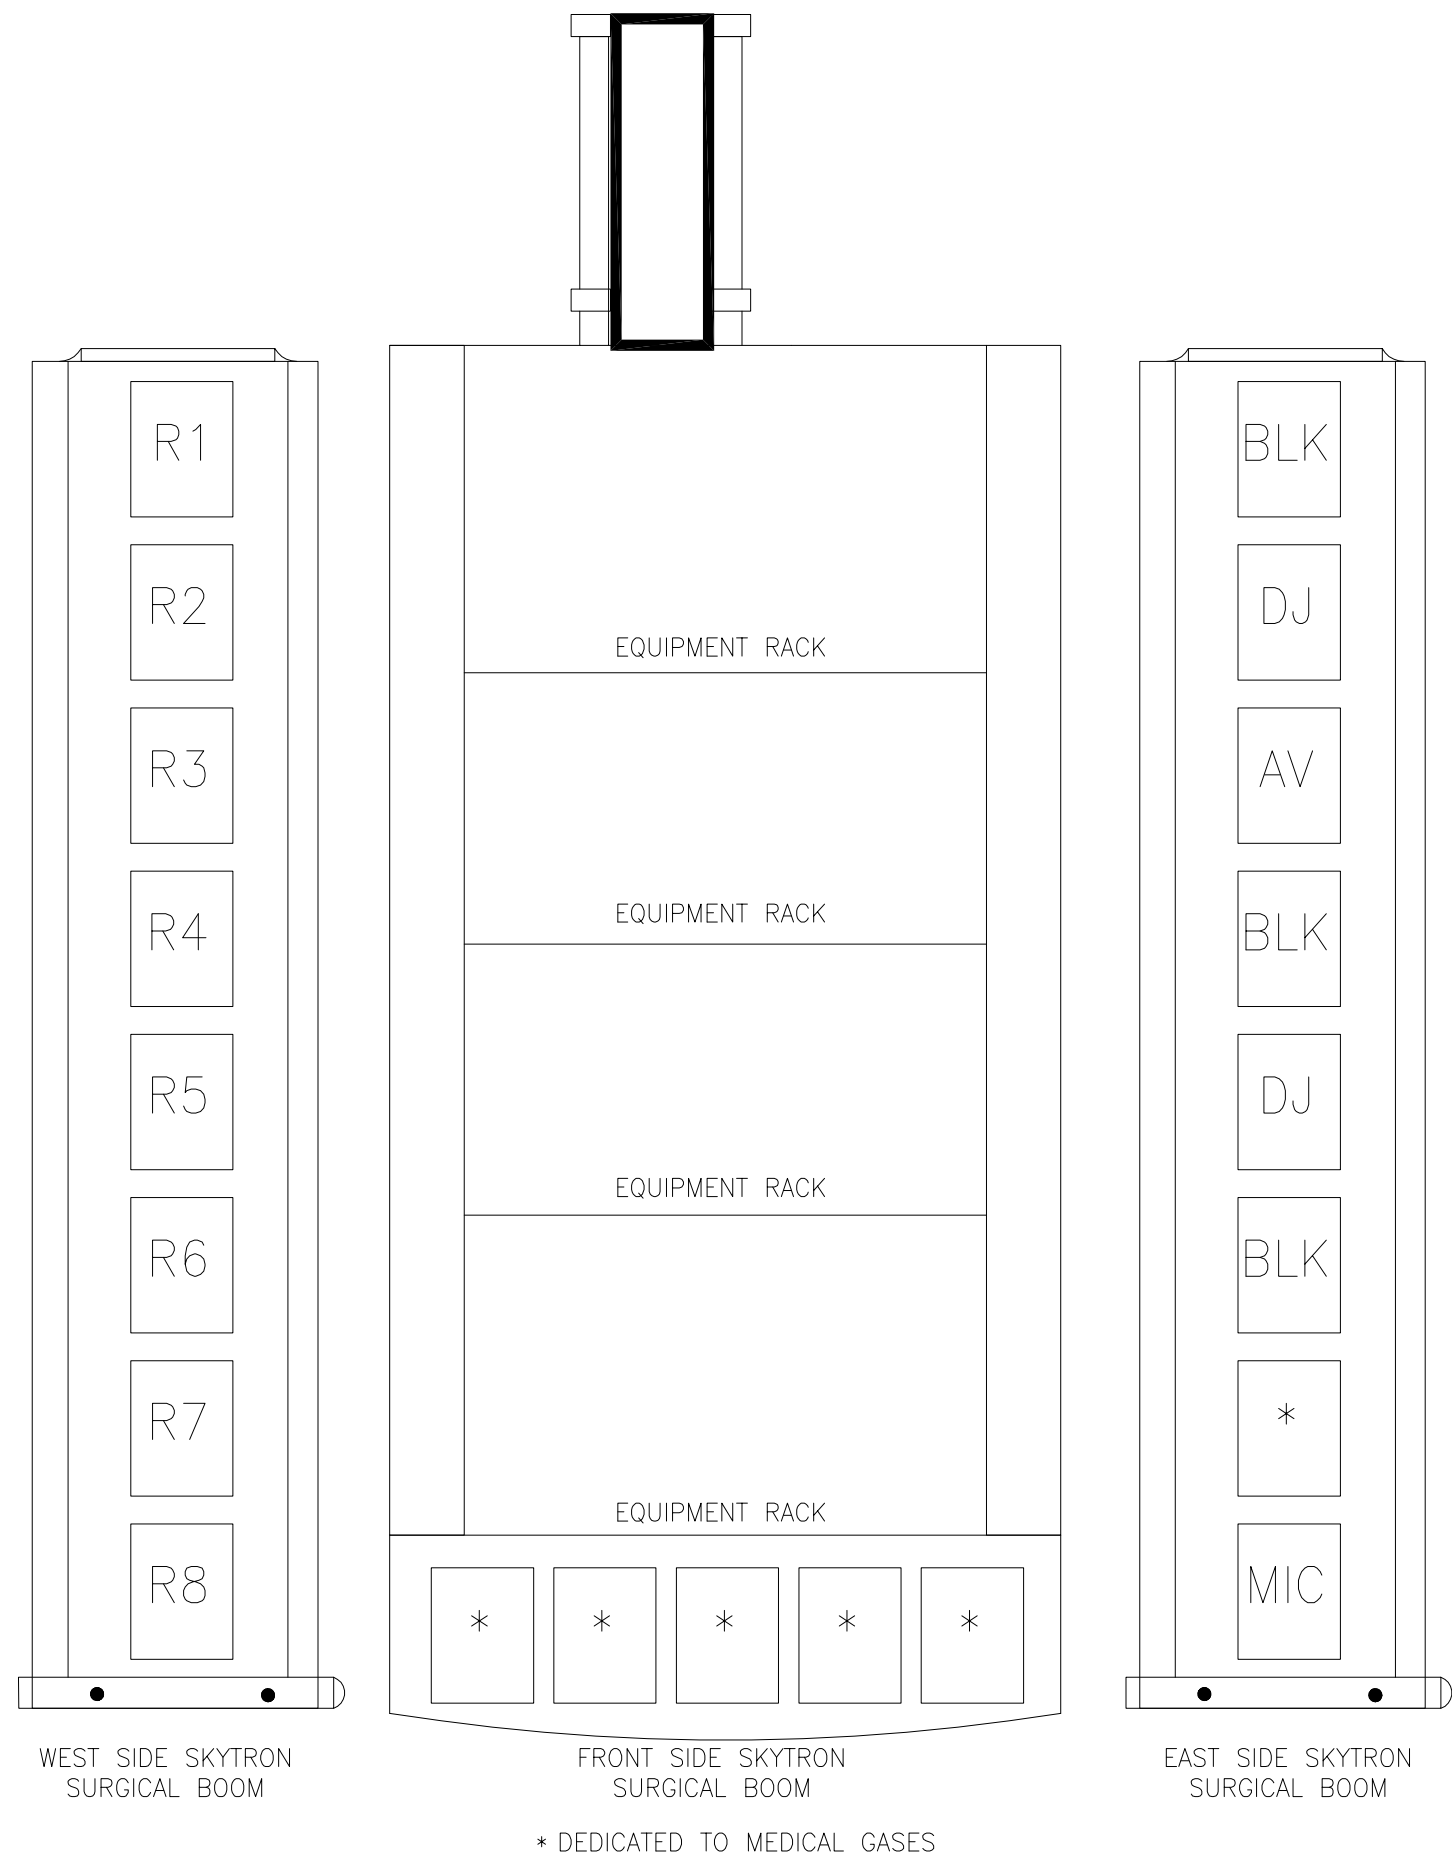 R1
R2
R3
R4
R5
R6
R7
R8
WEST SIDE SKYTRON
SURGICAL BOOM
EQUIPMENT RACK
EQUIPMENT RACK
EQUIPMENT RACK
EQUIPMENT RACK
* * * * *
FRONT SIDE SKYTRON
SURGICAL BOOM
BLK
DJ
AV
BLK
DJ
BLK
*
MIC
EAST SIDE SKYTRON
SURGICAL BOOM
* DEDICATED TO MEDICAL GASES